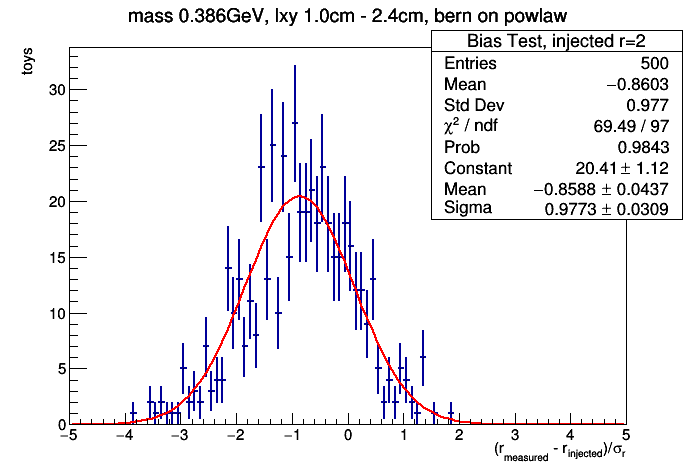 mass 0.386GeV, lxy 1.0cm - 2.4cm, bern on powlaw
toys
Bias Test, injected r=2
Entries 500
Mean −0.8603
Std Dev 0.977
χ² / ndf 69.49 / 97
Prob 0.9843
Constant 20.41 ± 1.12
Mean −0.8588 ± 0.0437
Sigma 0.9773 ± 0.0309
30
25
20
15
10
5
0
−5 −4 −3 −2 −1 0 1 2 3 4 5
(r_measured - r_injected)/σ_r